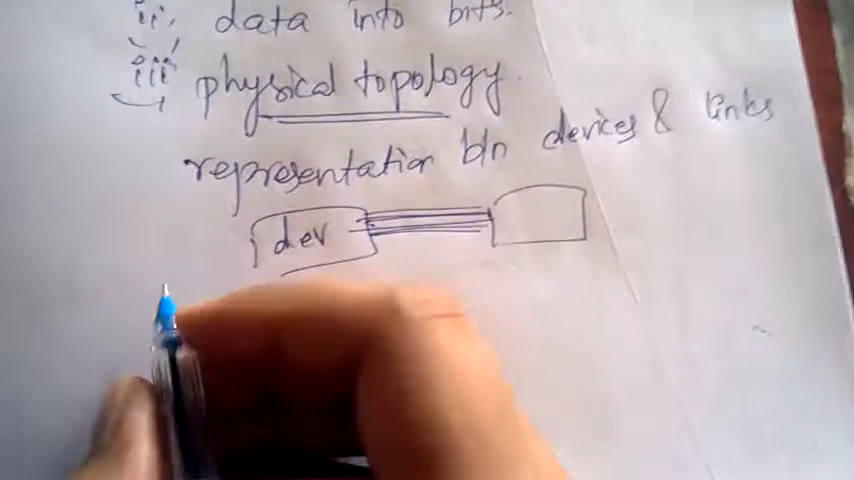 ii, data into bits.
iii physical topology.
representation b/n devices & links
dev